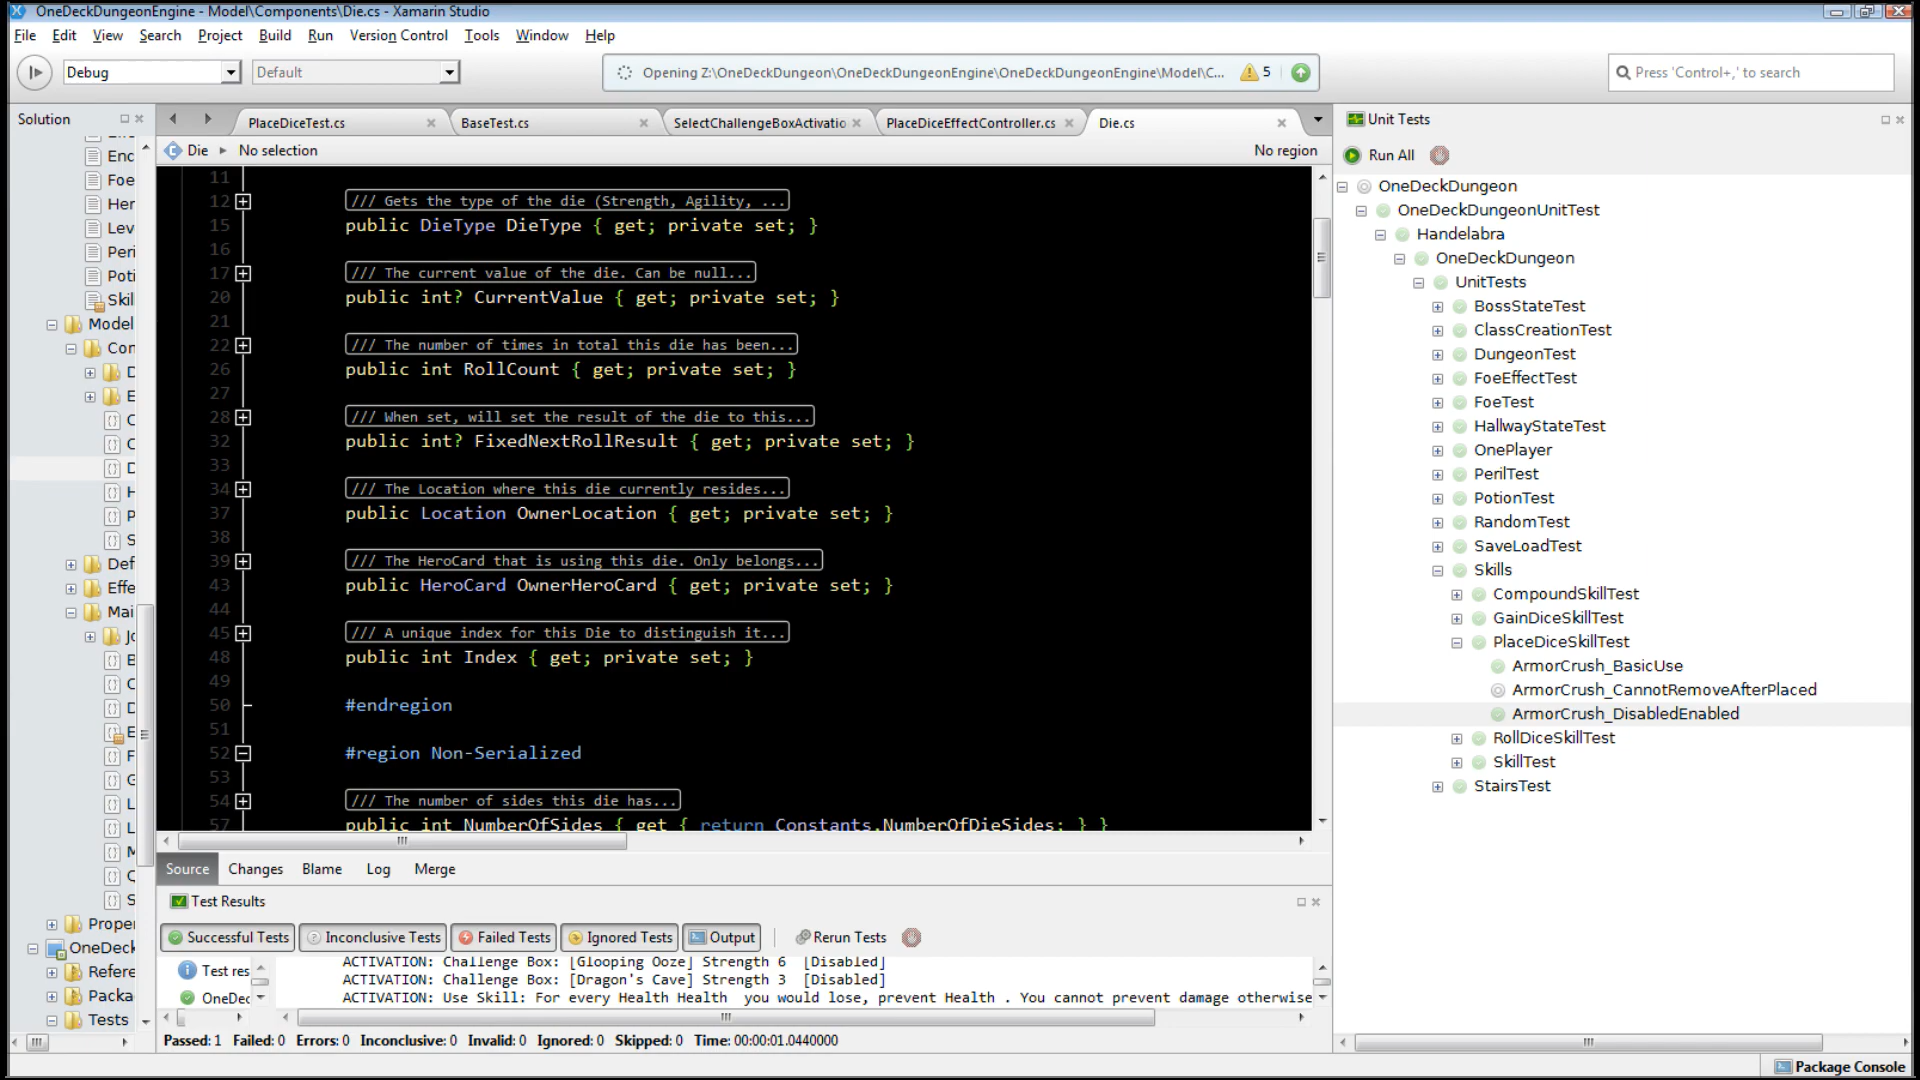 OneDeckDungeonEngine - Model\Components\Die.cs - Xamarin Studio
File Edit View Search Project Build Run Version Control Tools Window Help
Debug Default Opening Z:\OneDeckDungeon\OneDeckDungeonEngine\OneDeckDungeonEngine\Model\C... 5 Press 'Control+,' to search
Solution
Enc
Foe
Her
Lev
Peri
Poti
Skil
Model
Con
D
E
C
C
D
H
P
S
Def
Effe
Mai
Jo
B
C
D
E
F
G
L
L
M
Q
S
Proper
OneDeck
Refere
Packa
Tests
PlaceDiceTest.cs BaseTest.cs SelectChallengeBoxActivatio PlaceDiceEffectController.cs Die.cs
Die No selection No region
11
12 /// Gets the type of the die (Strength, Agility, ...
15 public DieType DieType { get; private set; }
16
17 /// The current value of the die. Can be null...
20 public int? CurrentValue { get; private set; }
21
22 /// The number of times in total this die has been...
26 public int RollCount { get; private set; }
27
28 /// When set, will set the result of the die to this...
32 public int? FixedNextRollResult { get; private set; }
33
34 /// The Location where this die currently resides...
37 public Location OwnerLocation { get; private set; }
38
39 /// The HeroCard that is using this die. Only belongs...
43 public HeroCard OwnerHeroCard { get; private set; }
44
45 /// A unique index for this Die to distinguish it...
48 public int Index { get; private set; }
49
50 #endregion
51
52 #region Non-Serialized
53
54 /// The number of sides this die has...
57 public int NumberOfSides { get { return Constants.NumberOfDieSides; } }
Source Changes Blame Log Merge
Test Results
Successful Tests Inconclusive Tests Failed Tests Ignored Tests Output Rerun Tests
Test res
OneDec
ACTIVATION: Challenge Box: [Glooping Ooze] Strength 6 [Disabled]
ACTIVATION: Challenge Box: [Dragon's Cave] Strength 3 [Disabled]
ACTIVATION: Use Skill: For every Health Health you would lose, prevent Health . You cannot prevent damage otherwise
Passed: 1 Failed: 0 Errors: 0 Inconclusive: 0 Invalid: 0 Ignored: 0 Skipped: 0 Time: 00:00:01.0440000
Unit Tests
Run All
OneDeckDungeon
OneDeckDungeonUnitTest
Handelabra
OneDeckDungeon
UnitTests
BossStateTest
ClassCreationTest
DungeonTest
FoeEffectTest
FoeTest
HallwayStateTest
OnePlayer
PerilTest
PotionTest
RandomTest
SaveLoadTest
Skills
CompoundSkillTest
GainDiceSkillTest
PlaceDiceSkillTest
ArmorCrush_BasicUse
ArmorCrush_CannotRemoveAfterPlaced
ArmorCrush_DisabledEnabled
RollDiceSkillTest
SkillTest
StairsTest
Package Console